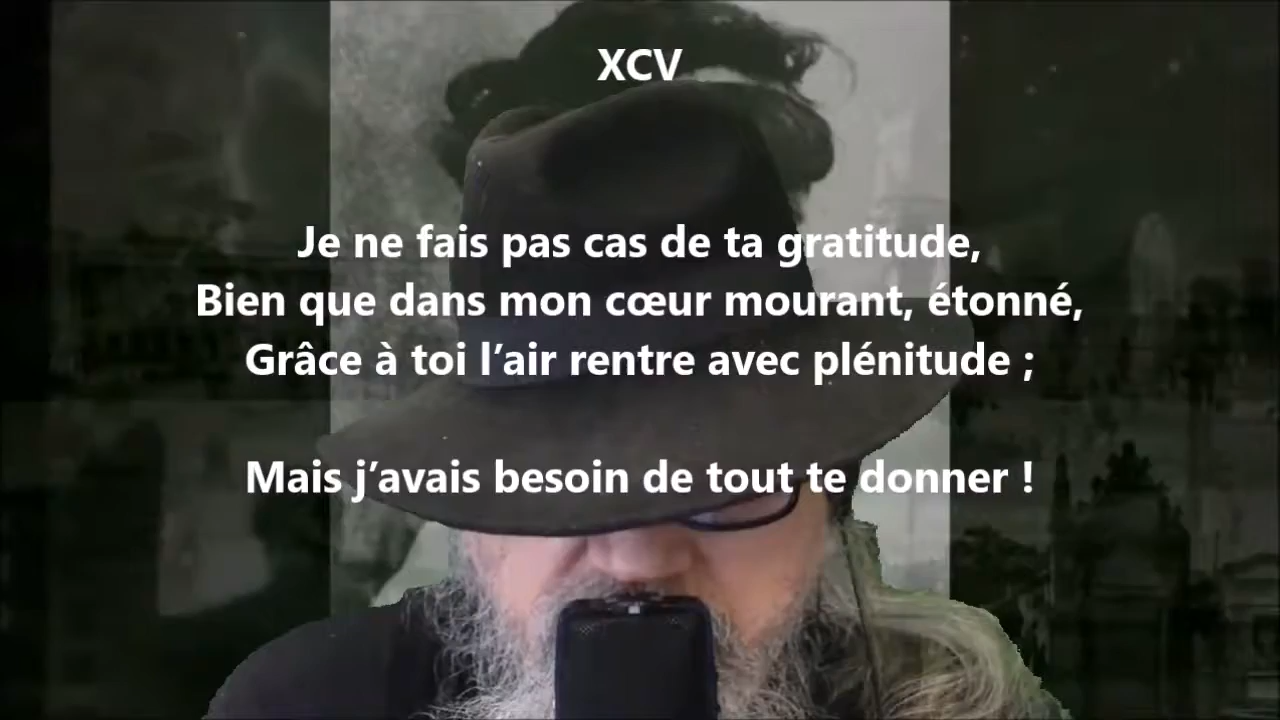 XCV
Je ne fais pas cas de ta gratitude,
Bien que dans mon cœur mourant, étonné,
Grâce à toi l’air rentre avec plénitude ;
Mais j’avais besoin de tout te donner !